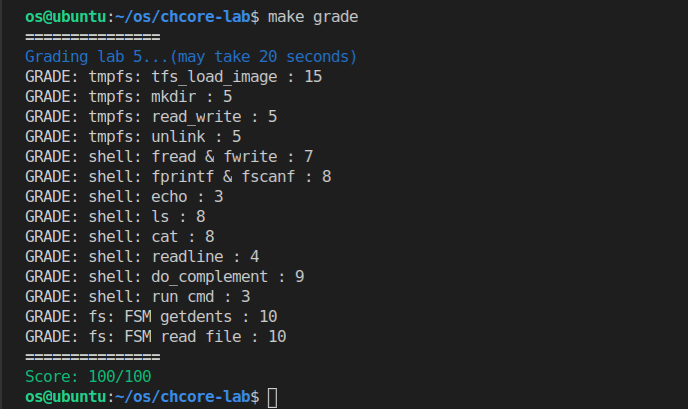 os@ubuntu:~/os/chcore-lab$ make grade
===============
Grading lab 5...(may take 20 seconds)
GRADE: tmpfs: tfs_load_image : 15
GRADE: tmpfs: mkdir : 5
GRADE: tmpfs: read_write : 5
GRADE: tmpfs: unlink : 5
GRADE: shell: fread & fwrite : 7
GRADE: shell: fprintf & fscanf : 8
GRADE: shell: echo : 3
GRADE: shell: ls : 8
GRADE: shell: cat : 8
GRADE: shell: readline : 4
GRADE: shell: do_complement : 9
GRADE: shell: run cmd : 3
GRADE: fs: FSM getdents : 10
GRADE: fs: FSM read file : 10
===============
Score: 100/100
os@ubuntu:~/os/chcore-lab$